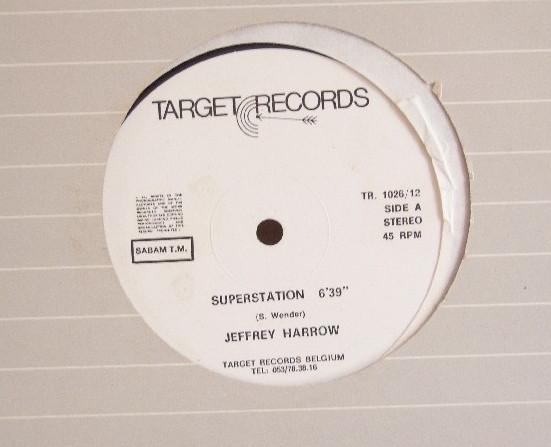 TARGET RECORDS
TR. 1026/12
SIDE A
STEREO
45 RPM
SABAM T.M.
SUPERSTATION 6'39"
(S. Wender)
JEFFREY HARROW
TARGET RECORDS BELGIUM
TEL: 053/78.38.16